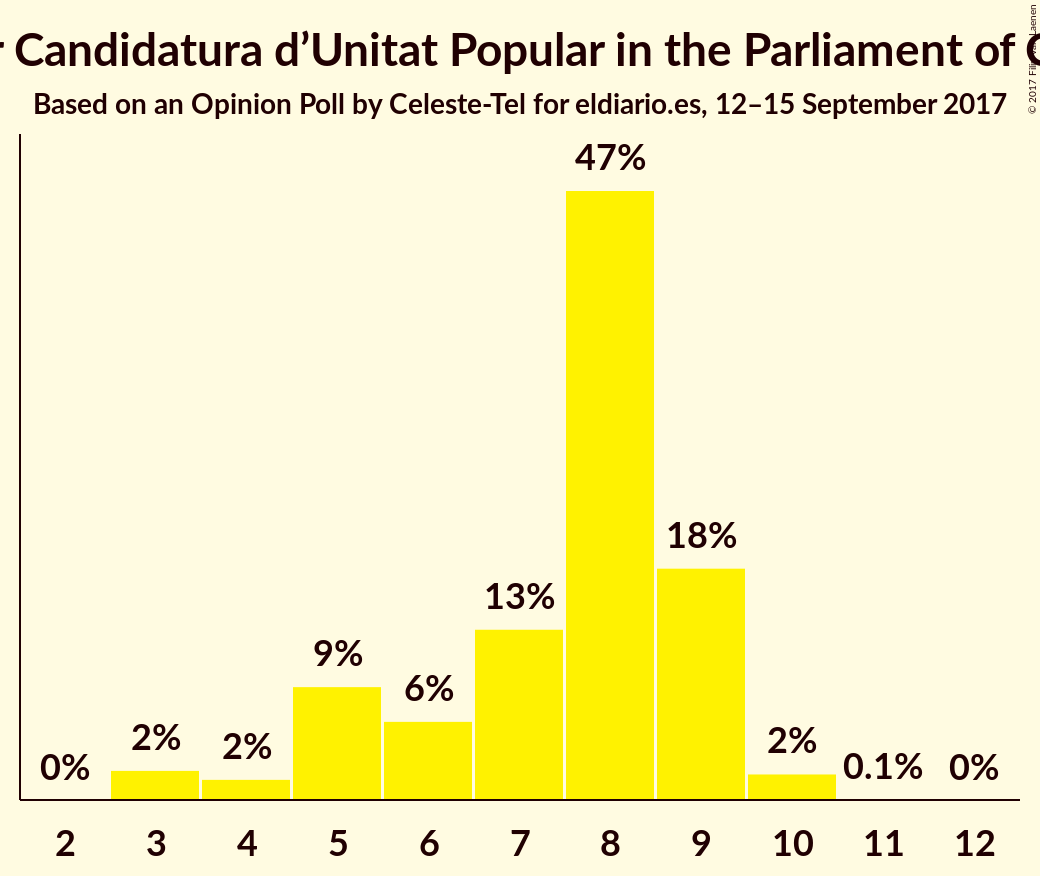 Candidatura d’Unitat Popular in the Parliament of
Based on an Opinion Poll by Celeste-Tel for eldiario.es, 12–15 September 2017
© 2017 Laenen
47%
18%
13%
9%
6%
2%
2%
2%
0%
0.1%
0%
2 3 4 5 6 7 8 9 10 11 12